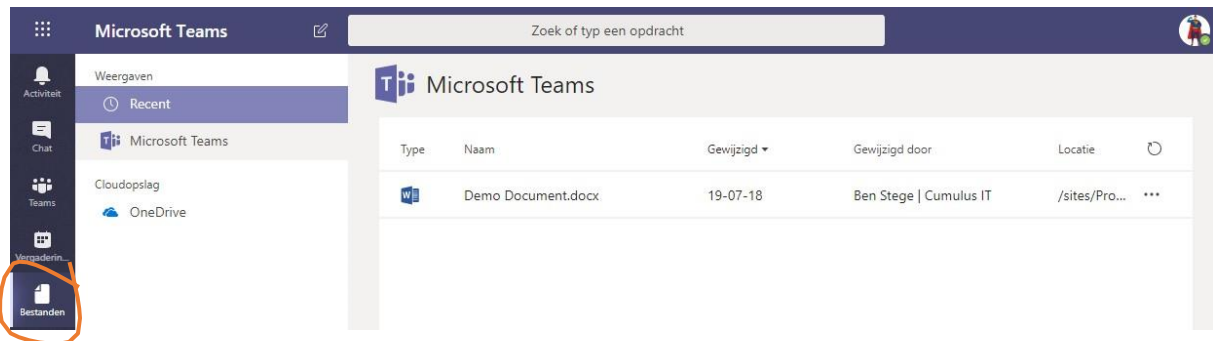 Microsoft Teams
Zoek of typ een opdracht
Activiteit
Chat
Teams
Vergaderin...
Bestanden
Weergaven
Recent
Microsoft Teams
Cloudopslag
OneDrive
Microsoft Teams
Type Naam Gewijzigd Gewijzigd door Locatie
Demo Document.docx 19-07-18 Ben Stege | Cumulus IT /sites/Pro...